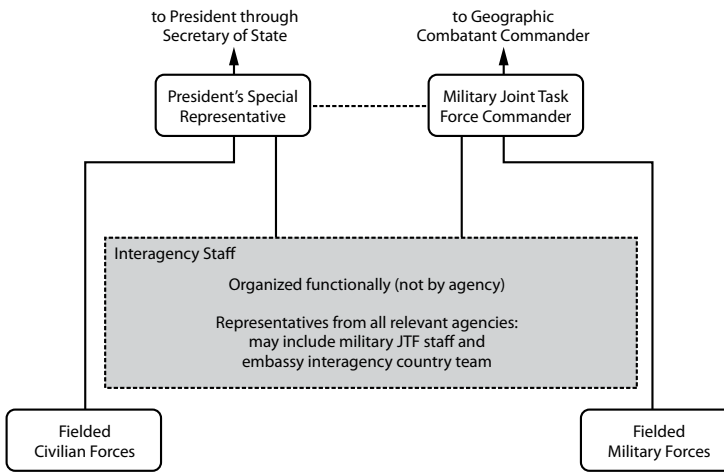 to President through
Secretary of State
to Geographic
Combatant Commander
President’s Special
Representative
Military Joint Task
Force Commander
Interagency Staff
Organized functionally (not by agency)
Representatives from all relevant agencies:
may include military JTF staff and
embassy interagency country team
Fielded
Civilian Forces
Fielded
Military Forces